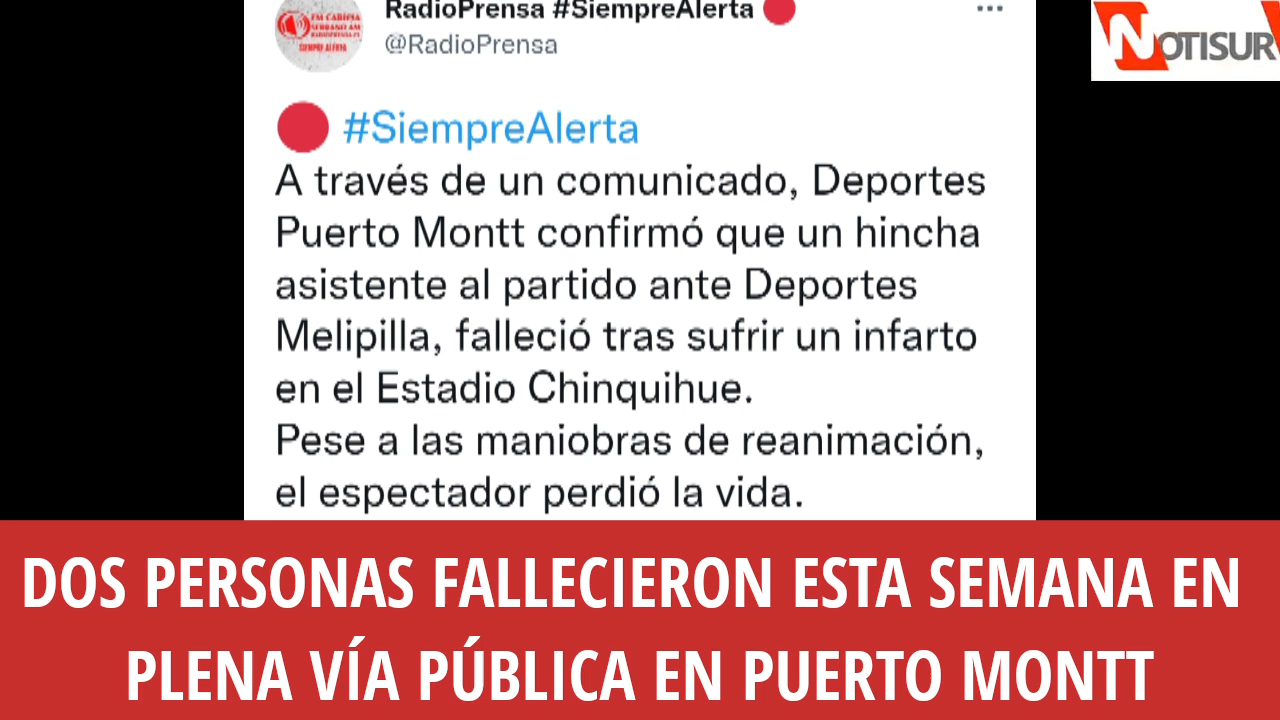 RadioPrensa #SiempreAlerta
@RadioPrensa
SIEMPRE ALERTA
NOTISUR
#SiempreAlerta
A través de un comunicado, Deportes
Puerto Montt confirmó que un hincha
asistente al partido ante Deportes
Melipilla, falleció tras sufrir un infarto
en el Estadio Chinquihue.
Pese a las maniobras de reanimación,
el espectador perdió la vida.
DOS PERSONAS FALLECIERON ESTA SEMANA EN
PLENA VÍA PÚBLICA EN PUERTO MONTT